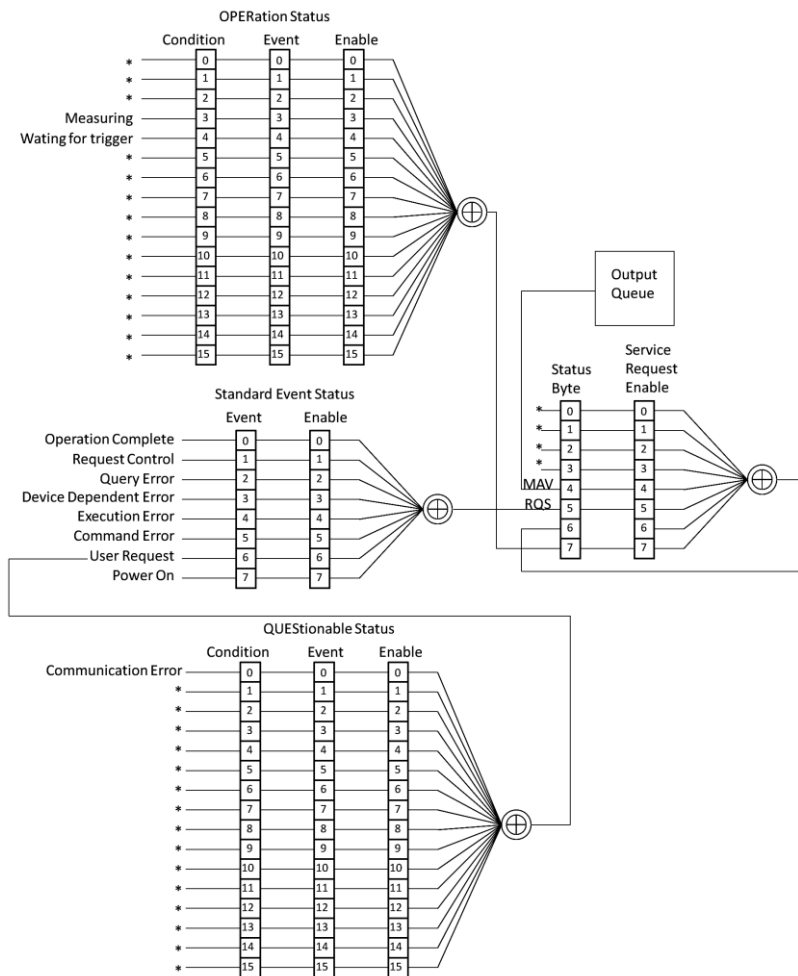 OPERation Status
Condition Event Enable
* 0 0 0
* 1 1 1
* 2 2 2
Measuring 3 3 3
Wating for trigger 4 4 4
* 5 5 5
* 6 6 6
* 7 7 7
* 8 8 8
* 9 9 9
* 10 10 10
* 11 11 11
* 12 12 12
* 13 13 13
* 14 14 14
* 15 15 15
Output
Queue
Status
Byte
Service
Request
Enable
* 0 0
* 1 1
* 2 2
* 3 3
MAV 4 4
RQS 5 5
6 6
7 7
Standard Event Status
Event Enable
Operation Complete 0 0
Request Control 1 1
Query Error 2 2
Device Dependent Error 3 3
Execution Error 4 4
Command Error 5 5
User Request 6 6
Power On 7 7
QUEStionable Status
Condition Event Enable
Communication Error 0 0 0
* 1 1 1
* 2 2 2
* 3 3 3
* 4 4 4
* 5 5 5
* 6 6 6
* 7 7 7
* 8 8 8
* 9 9 9
* 10 10 10
* 11 11 11
* 12 12 12
* 13 13 13
* 14 14 14
* 15 15 15